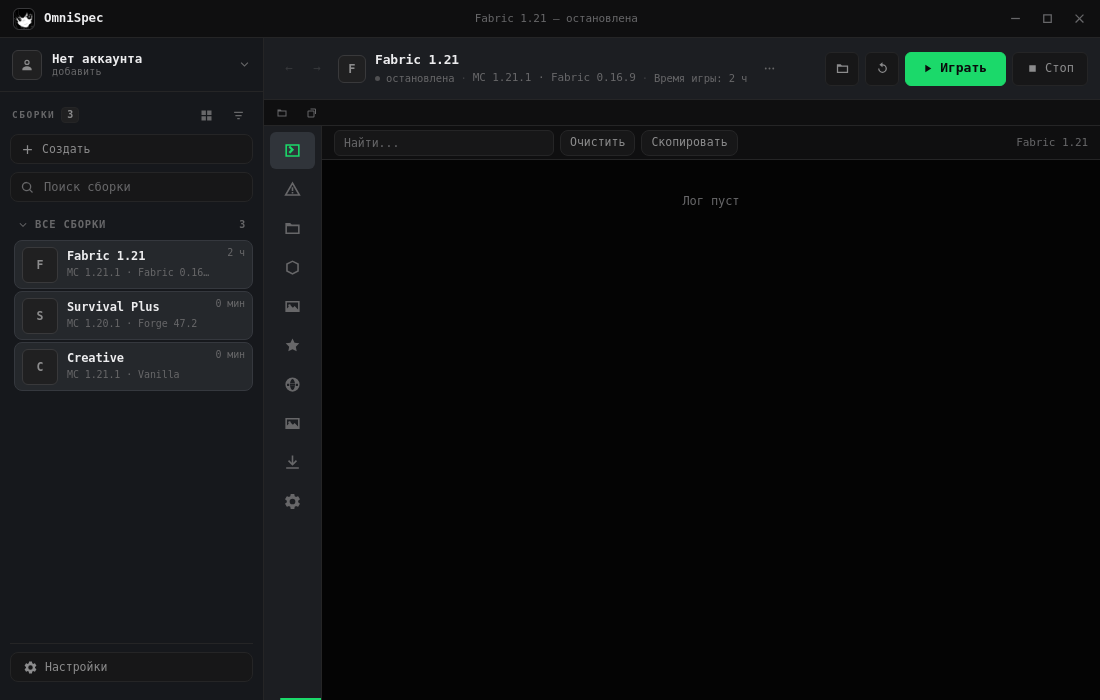 OmniSpec
Fabric 1.21 — остановлена
Нет аккаунта
добавить
СБОРКИ 3
+ Создать
Поиск сборки
ВСЕ СБОРКИ 3
F
Fabric 1.21
2 ч
MC 1.21.1 · Fabric 0.16…
S
Survival Plus
0 мин
MC 1.20.1 · Forge 47.2
C
Creative
0 мин
MC 1.21.1 · Vanilla
Настройки
← →
F
Fabric 1.21
остановлена · MC 1.21.1 · Fabric 0.16.9 · Время игры: 2 ч
Играть
Стоп
Найти...
Очистить
Скопировать
Fabric 1.21
Лог пуст